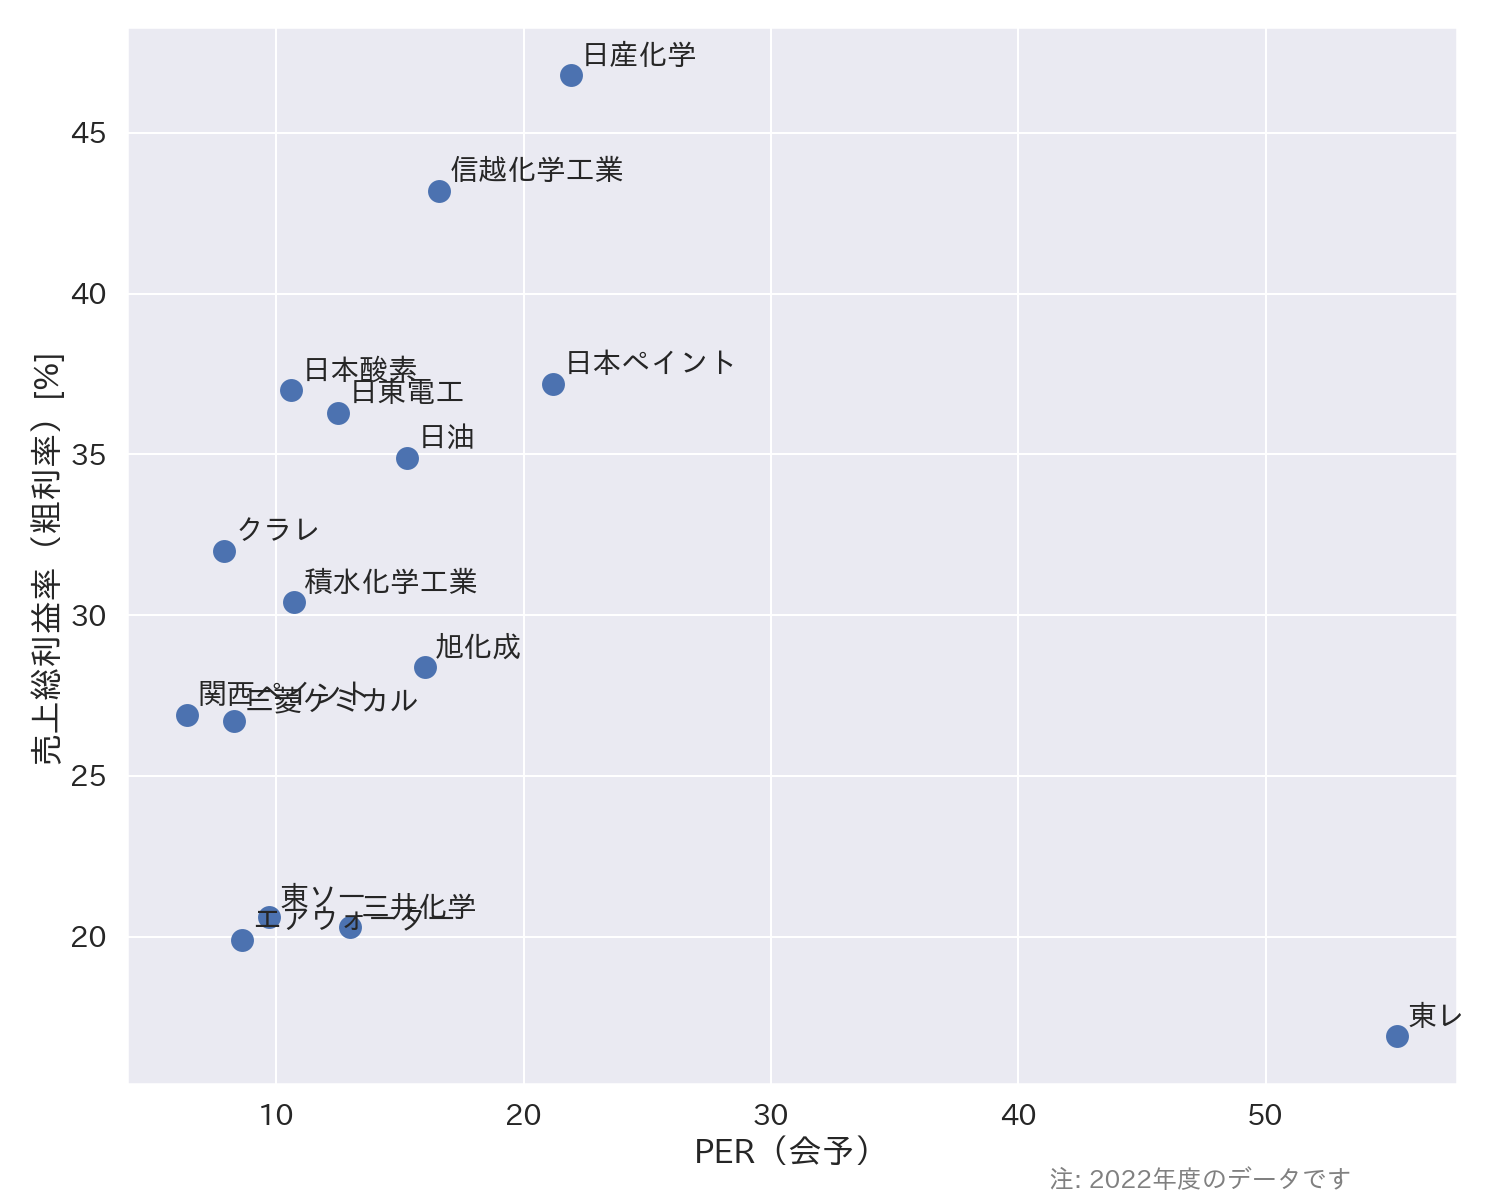 日産化学
45
信越化学工業
40
日本酸素
日本ペイント
日東電工
日油
35
クラレ
積水化学工業
30
旭化成
関西ペイント
三菱ケミカル
25
東ソー
三井化学
エアウォーター
20
東レ
売上総利益率（粗利率）[%]
10
20
30
40
50
PER（会予）
注: 2022年度のデータです